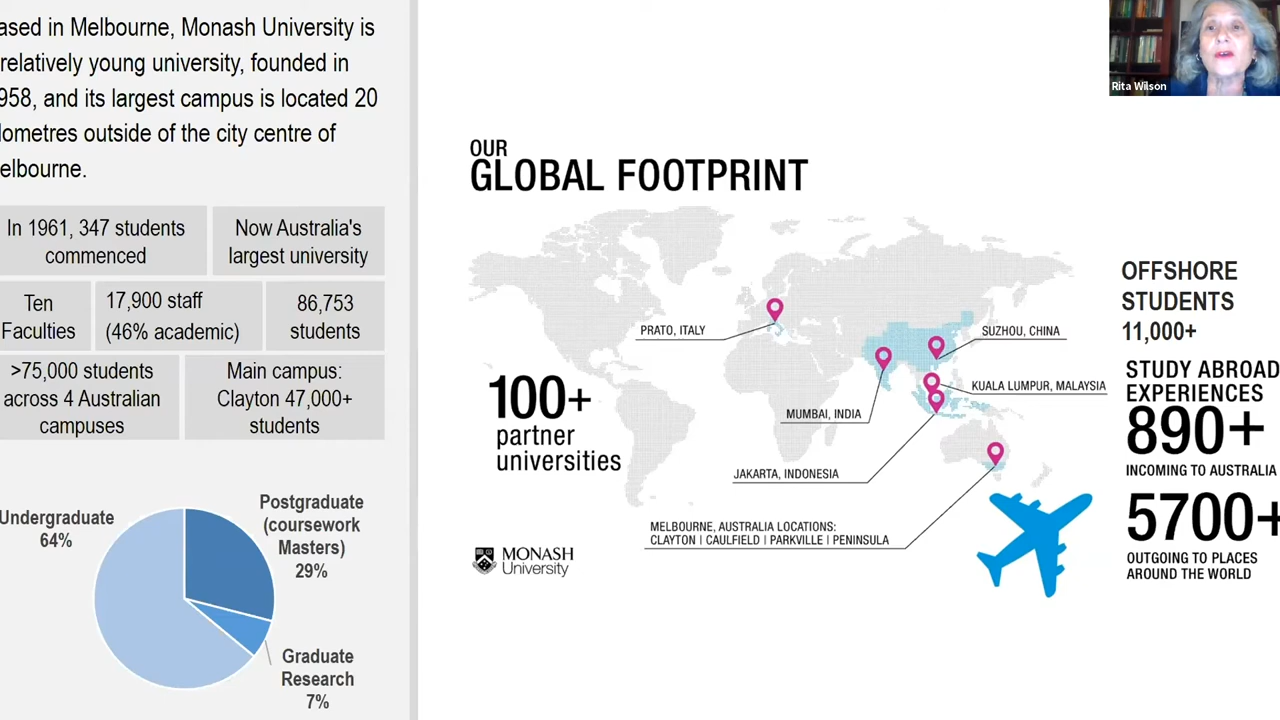 ased in Melbourne, Monash University is
relatively young university, founded in
958, and its largest campus is located 20
lometres outside of the city centre of
elbourne.
In 1961, 347 students
commenced
Now Australia's
largest university
Ten
Faculties
17,900 staff
(46% academic)
86,753
students
>75,000 students
across 4 Australian
campuses
Main campus:
Clayton 47,000+
students
Undergraduate
64%
Postgraduate
(coursework
Masters)
29%
Graduate
Research
7%
OUR
GLOBAL FOOTPRINT
PRATO, ITALY
SUZHOU, CHINA
KUALA LUMPUR, MALAYSIA
MUMBAI, INDIA
JAKARTA, INDONESIA
MELBOURNE, AUSTRALIA LOCATIONS:
CLAYTON | CAULFIELD | PARKVILLE | PENINSULA
100+
partner
universities
MONASH
University
OFFSHORE
STUDENTS
11,000+
STUDY ABROAD
EXPERIENCES
890+
INCOMING TO AUSTRALIA
5700+
OUTGOING TO PLACES
AROUND THE WORLD
Rita Wilson